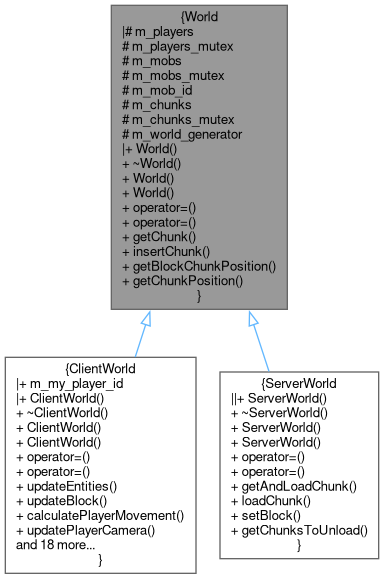 {World
|# m_players
# m_players_mutex
# m_mobs
# m_mobs_mutex
# m_mob_id
# m_chunks
# m_chunks_mutex
# m_world_generator
|+ World()
+ ~World()
+ World()
+ World()
+ operator=()
+ operator=()
+ getChunk()
+ insertChunk()
+ getBlockChunkPosition()
+ getChunkPosition()
}
{ClientWorld
|+ m_my_player_id
|+ ClientWorld()
+ ~ClientWorld()
+ ClientWorld()
+ ClientWorld()
+ operator=()
+ operator=()
+ updateEntities()
+ updateBlock()
+ calculatePlayerMovement()
+ updatePlayerCamera()
and 18 more...
}
{ServerWorld
||+ ServerWorld()
+ ~ServerWorld()
+ ServerWorld()
+ ServerWorld()
+ operator=()
+ operator=()
+ getAndLoadChunk()
+ loadChunk()
+ setBlock()
+ getChunksToUnload()
}